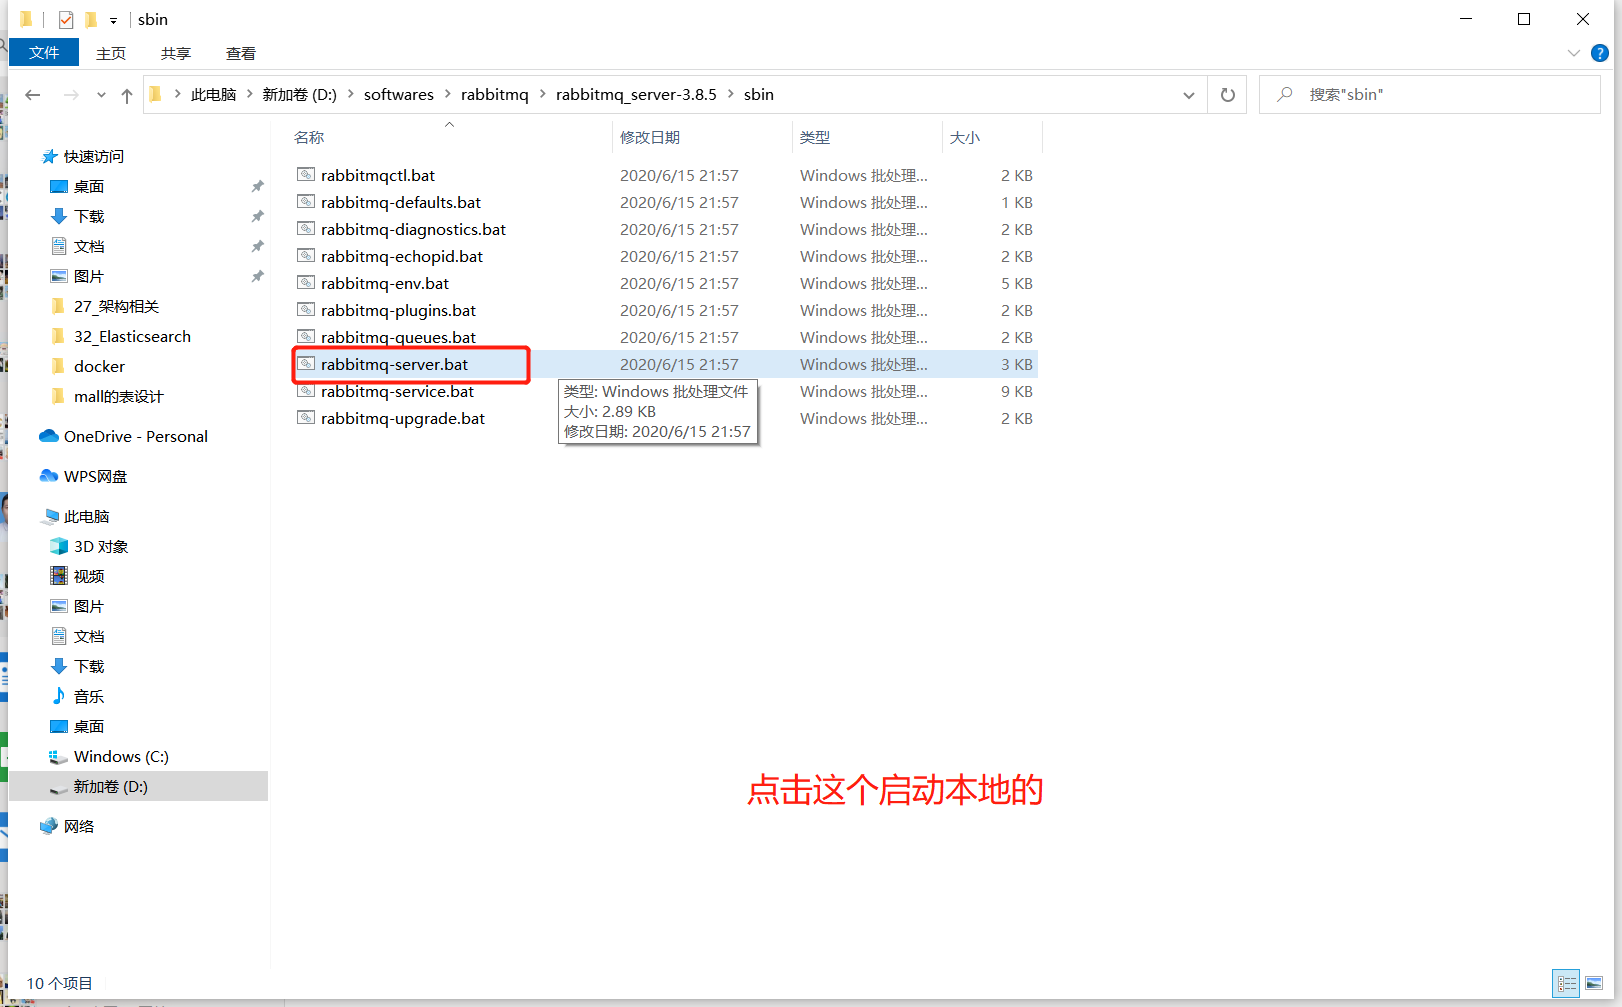 sbin
文件 主页 共享 查看
此电脑 > 新加卷 (D:) > softwares > rabbitmq > rabbitmq_server-3.8.5 > sbin
搜索"sbin"
名称 修改日期 类型 大小
快速访问
桌面
下载
文档
图片
27_架构相关
32_Elasticsearch
docker
mall的表设计
OneDrive - Personal
WPS网盘
此电脑
3D 对象
视频
图片
文档
下载
音乐
桌面
Windows (C:)
新加卷 (D:)
网络
rabbitmqctl.bat 2020/6/15 21:57 Windows 批处理... 2 KB
rabbitmq-defaults.bat 2020/6/15 21:57 Windows 批处理... 1 KB
rabbitmq-diagnostics.bat 2020/6/15 21:57 Windows 批处理... 2 KB
rabbitmq-echopid.bat 2020/6/15 21:57 Windows 批处理... 2 KB
rabbitmq-env.bat 2020/6/15 21:57 Windows 批处理... 5 KB
rabbitmq-plugins.bat 2020/6/15 21:57 Windows 批处理... 2 KB
rabbitmq-queues.bat 2020/6/15 21:57 Windows 批处理... 2 KB
rabbitmq-server.bat 2020/6/15 21:57 Windows 批处理... 3 KB
rabbitmq-service.bat Windows 批处理... 9 KB
rabbitmq-upgrade.bat Windows 批处理... 2 KB
类型: Windows 批处理文件
大小: 2.89 KB
修改日期: 2020/6/15 21:57
点击这个启动本地的
10 个项目